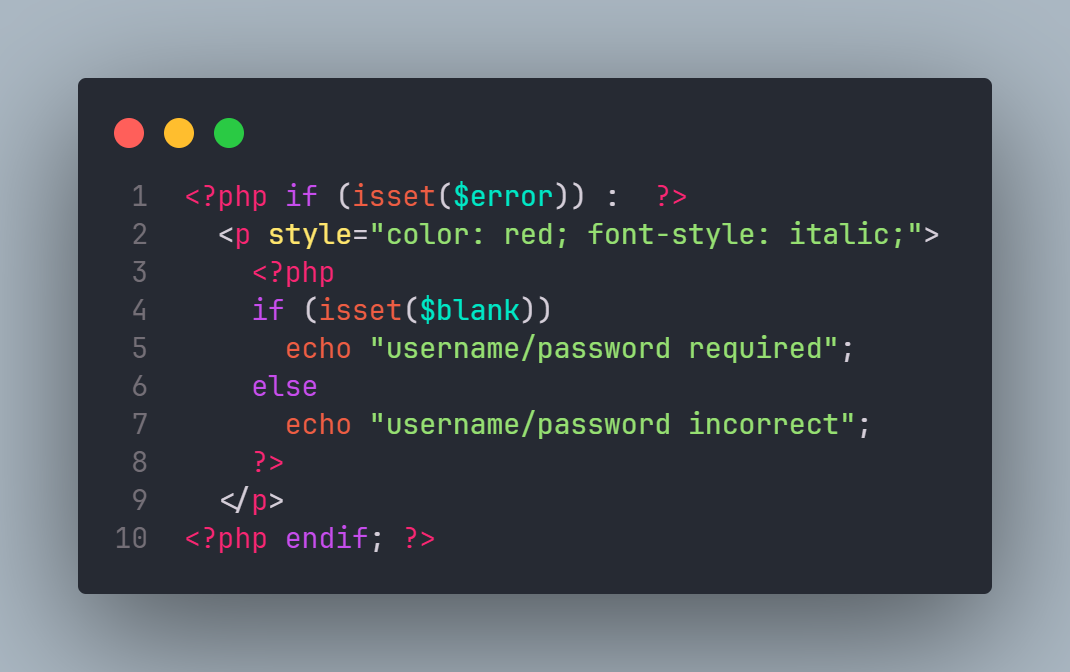 1 <?php if (isset($error)) :  ?>
2   <p style="color: red; font-style: italic;">
3     <?php
4     if (isset($blank))
5       echo "username/password required";
6     else
7       echo "username/password incorrect";
8     ?>
9   </p>
10 <?php endif; ?>